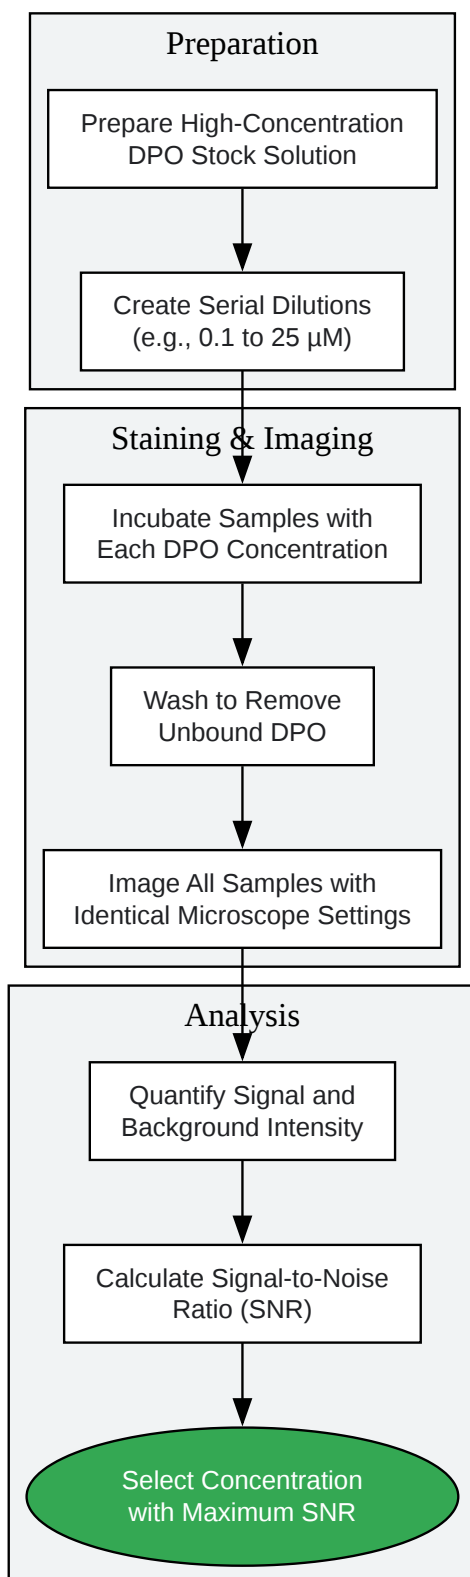 Preparation
Prepare High-Concentration
DPO Stock Solution
Create Serial Dilutions
(e.g., 0.1 to 25 µM)
Staining & Imaging
Incubate Samples with
Each DPO Concentration
Wash to Remove
Unbound DPO
Image All Samples with
Identical Microscope Settings
Analysis
Quantify Signal and
Background Intensity
Calculate Signal-to-Noise
Ratio (SNR)
Select Concentration
with Maximum SNR